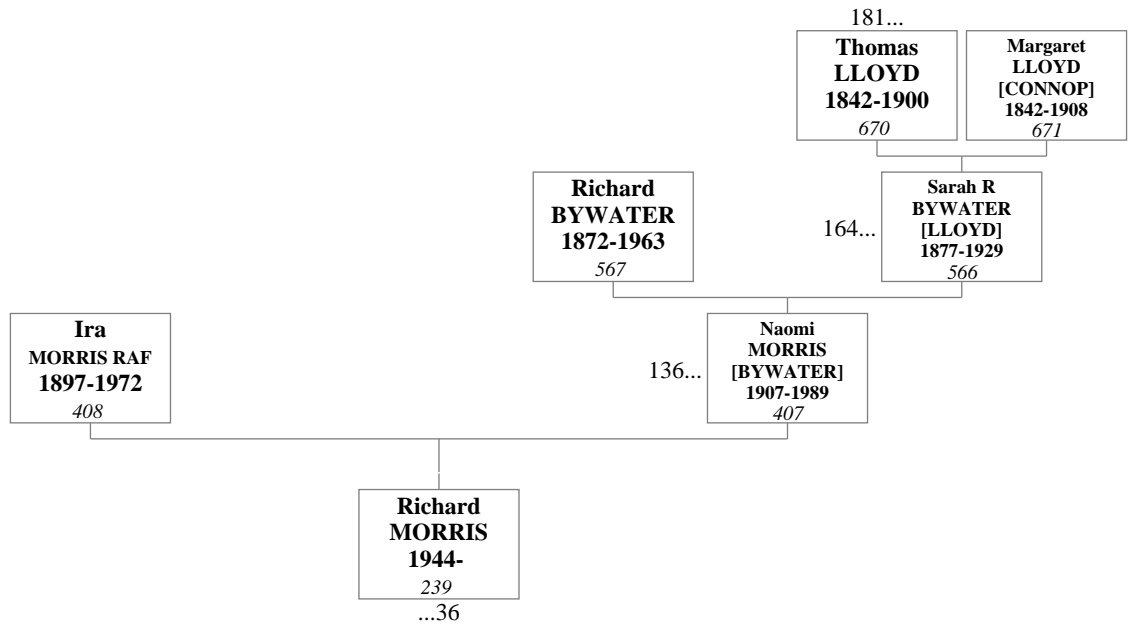 181...
Thomas
LLOYD
1842-1900
670
Margaret
LLOYD
[CONNOP]
1842-1908
671
Richard
BYWATER
1872-1963
567
164...
Sarah R
BYWATER
[LLOYD]
1877-1929
566
Ira
MORRIS RAF
1897-1972
408
136...
Naomi
MORRIS
[BYWATER]
1907-1989
407
Richard
MORRIS
1944-
239
...36